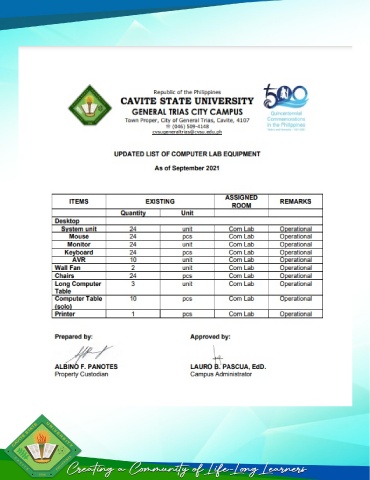 Republic of the Philippines
CAVITE STATE UNIVERSITY
GENERAL TRIAS CITY CAMPUS
Town Proper, City of General Trias, Cavite, 4107
(046) 509-4148
cvsugeneraltrias@cvsu.edu.ph
500
Quincentennial
Commemorations
in the Philippines
UPDATED LIST OF COMPUTER LAB EQUIPMENT
As of September 2021
ITEMS EXISTING ASSIGNED ROOM REMARKS
Quantity Unit
Desktop
System unit 24 unit Com Lab Operational
Mouse 24 pcs Com Lab Operational
Monitor 24 unit Com Lab Operational
Keyboard 24 pcs Com Lab Operational
AVR 10 unit Com Lab Operational
Wall Fan 2 unit Com Lab Operational
Chairs 24 pcs Com Lab Operational
Long Computer Table 3 unit Com Lab Operational
Computer Table (solo) 10 pcs Com Lab Operational
Printer 1 pcs Com Lab Operational
Prepared by: Approved by:
ALBINO F. PANOTES LAURO B. PASCUA, EdD.
Property Custodian Campus Administrator
Creating a Community of Life-Long Learners